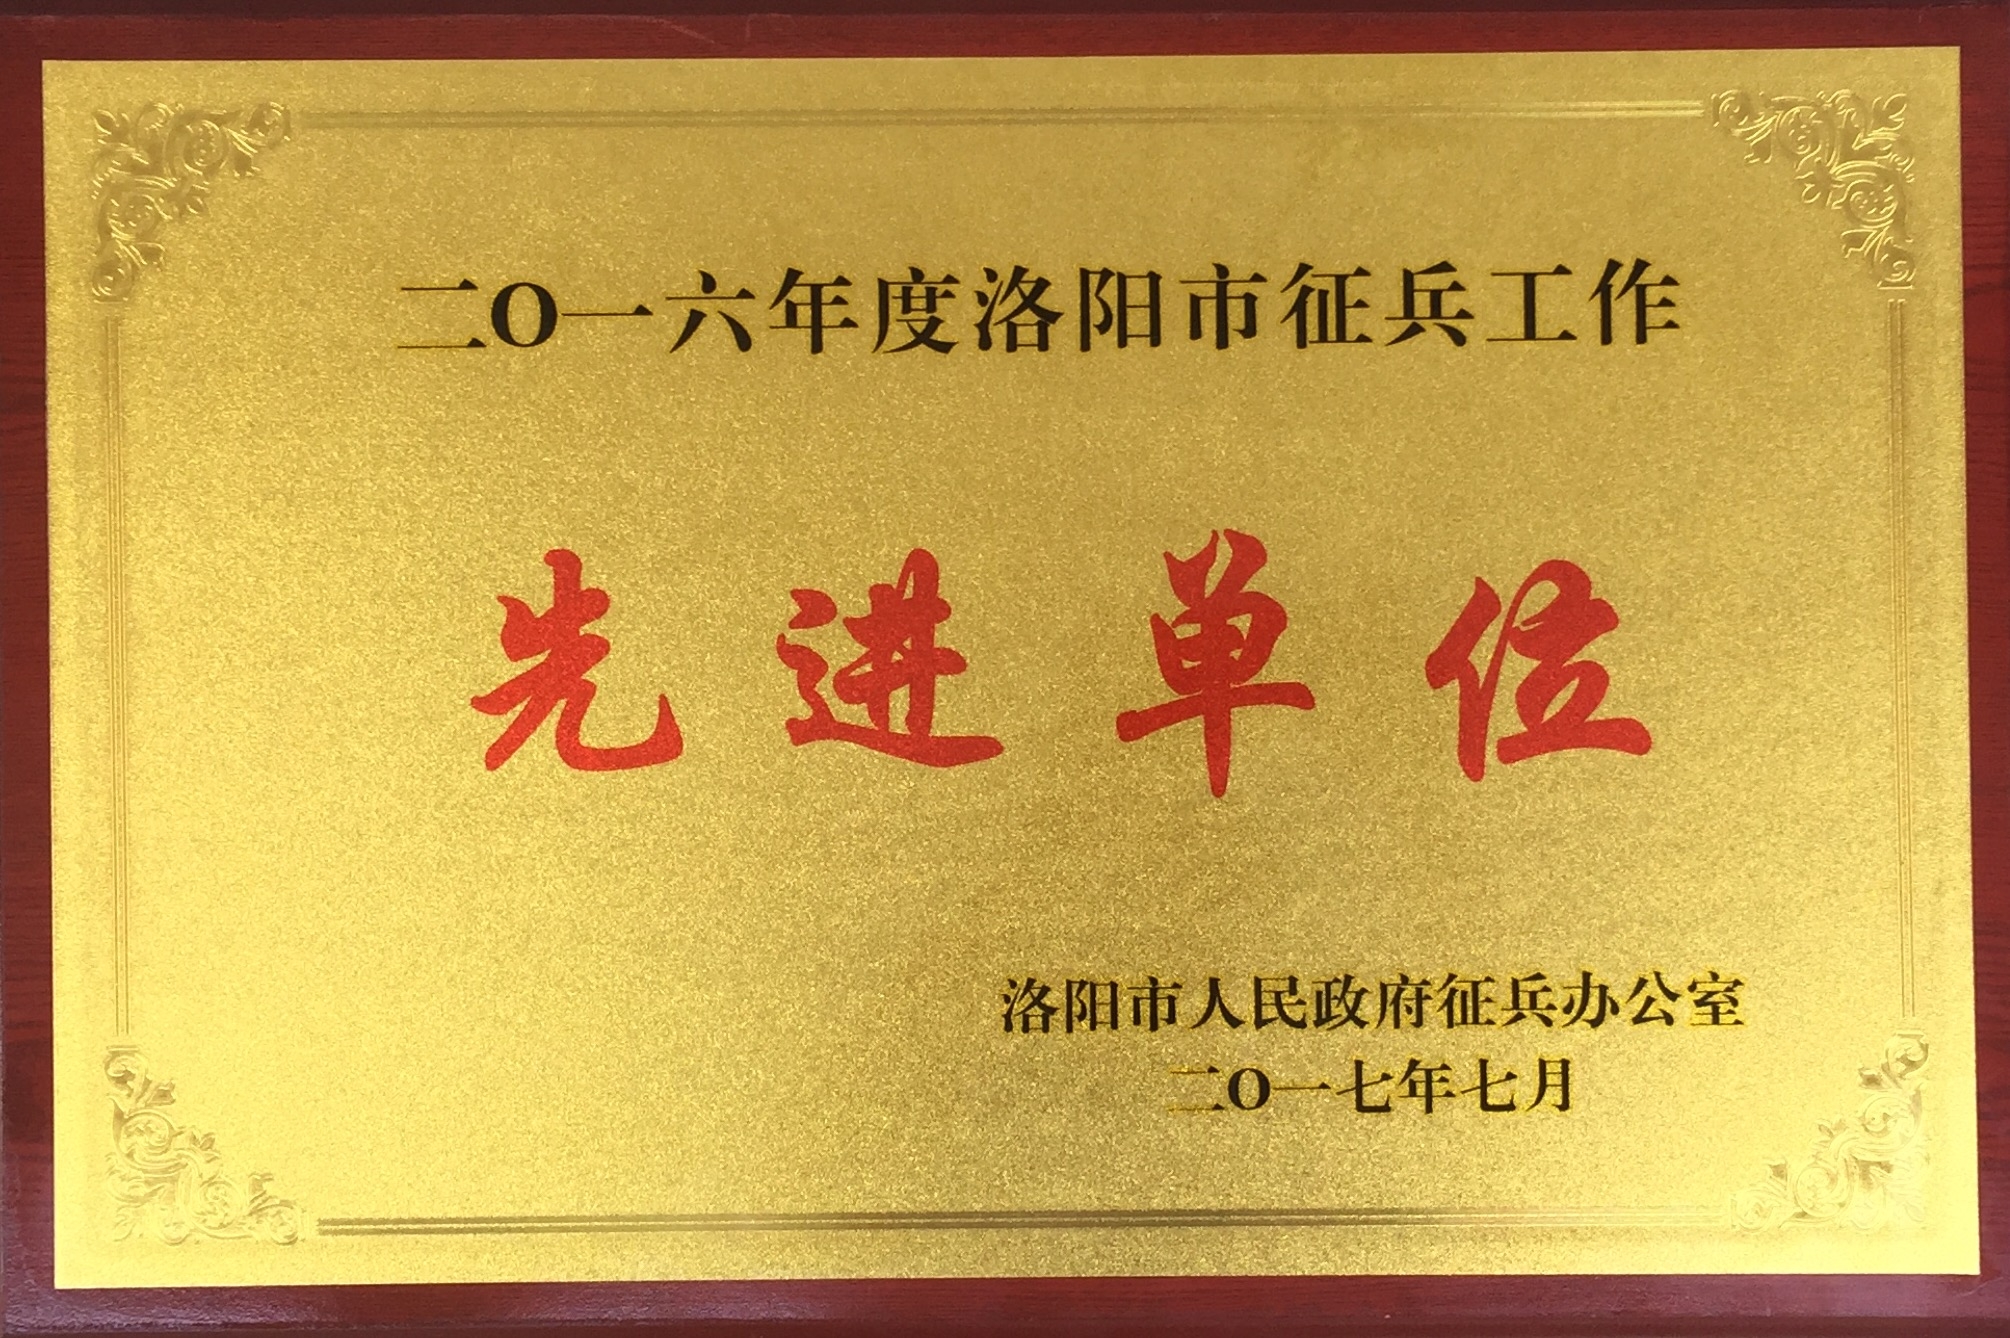 二O一六年度洛阳市征兵工作
先进单位
洛阳市人民政府征兵办公室
二O一七年七月